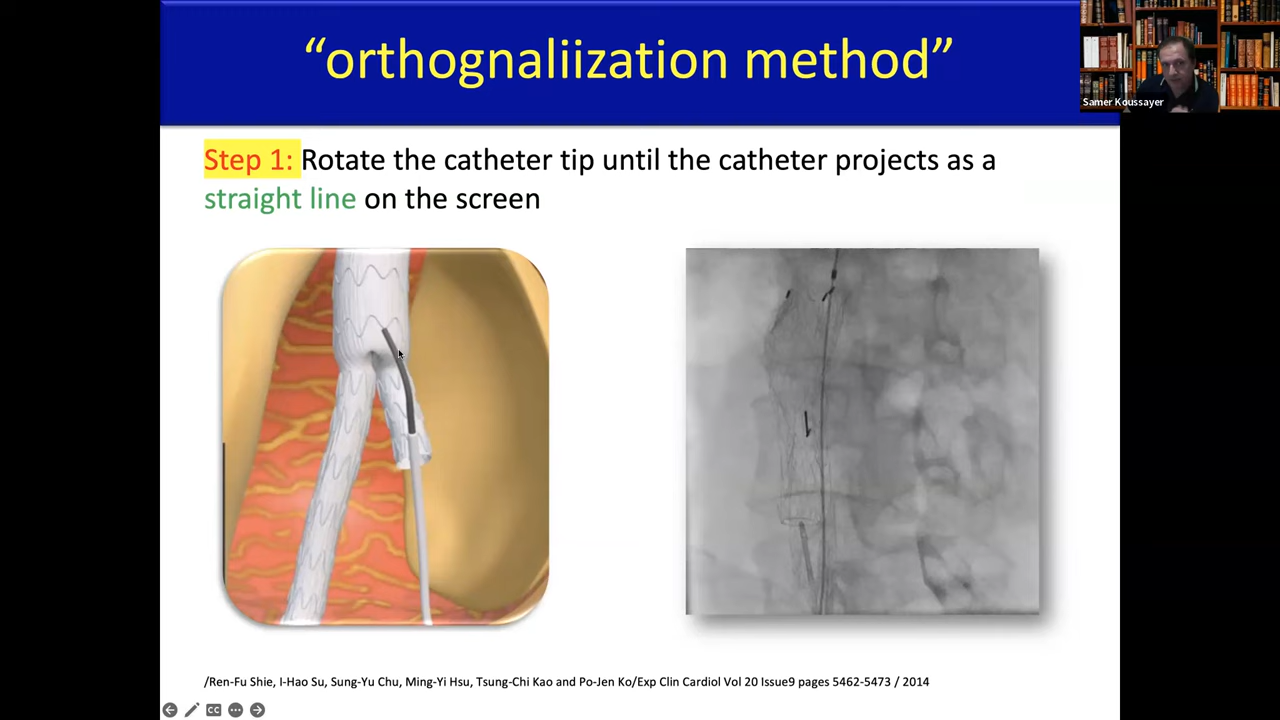 “orthognaliization method”
Samer Koussayer
Step 1: Rotate the catheter tip until the catheter projects as a
straight line on the screen
/Ren-Fu Shie, I-Hao Su, Sung-Yu Chu, Ming-Yi Hsu, Tsung-Chi Kao and Po-Jen Ko/Exp Clin Cardiol Vol 20 Issue9 pages 5462-5473 / 2014
CC